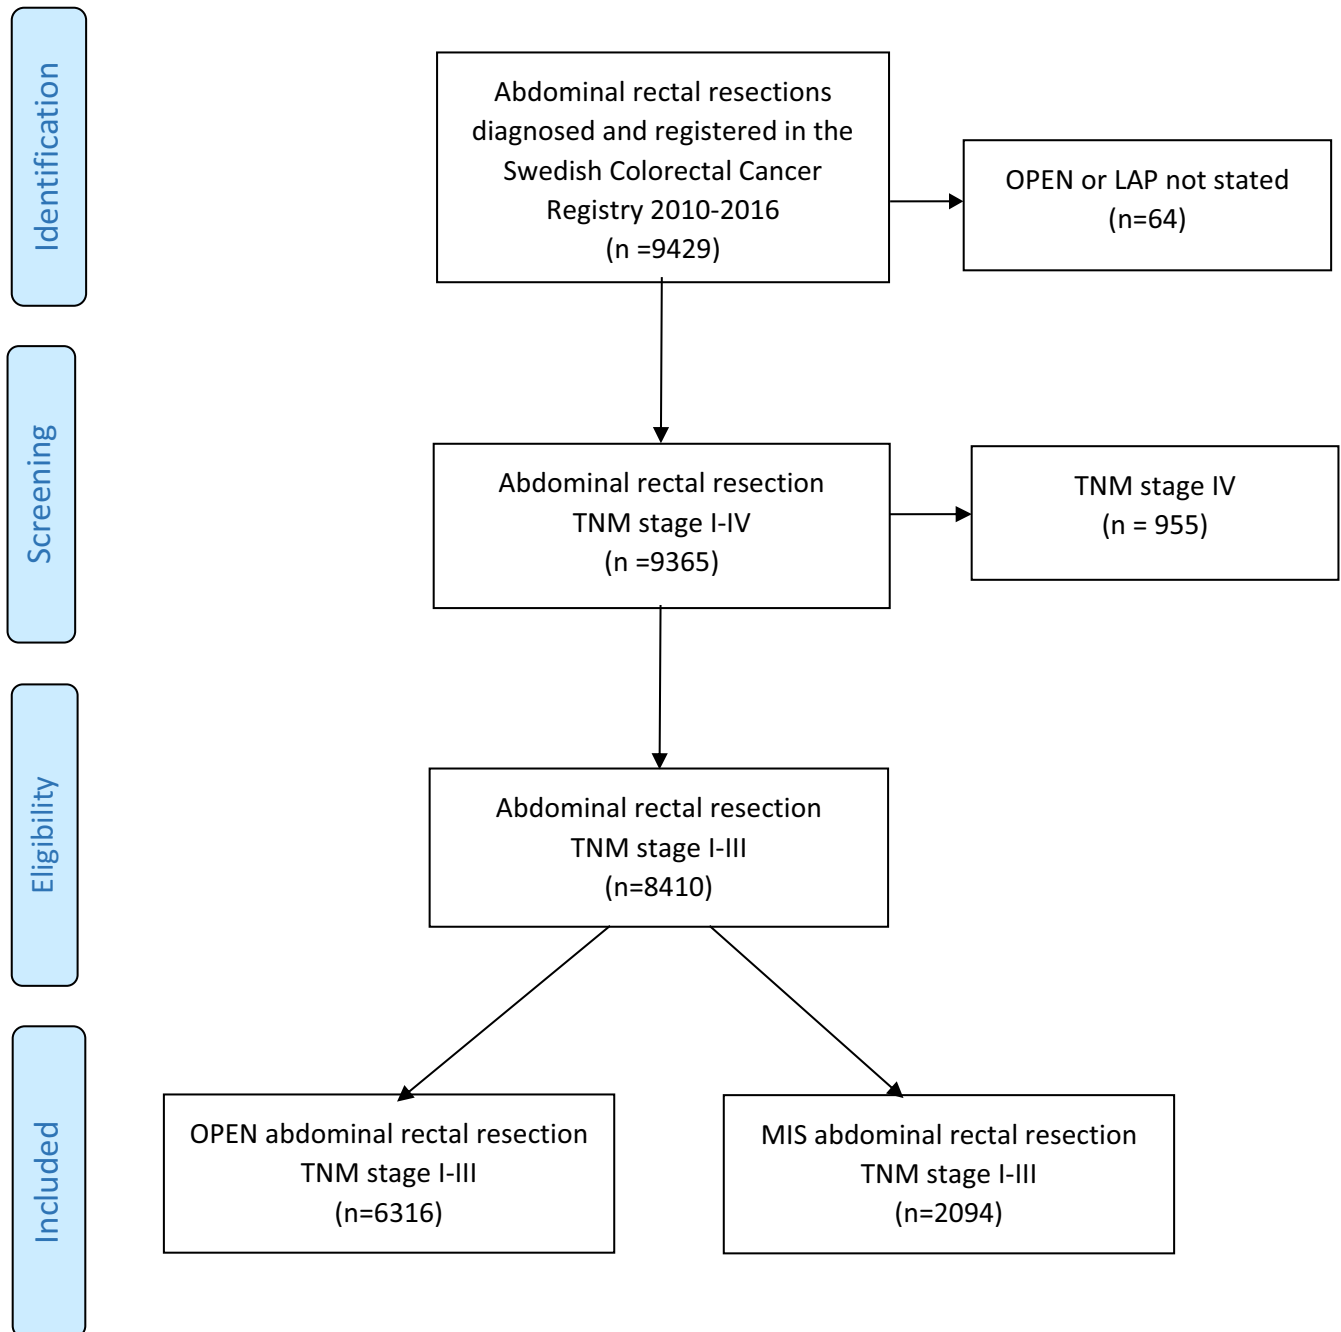 Identification
Abdominal rectal resections
diagnosed and registered in the
Swedish Colorectal Cancer
Registry 2010-2016
(n =9429)
OPEN or LAP not stated
(n=64)
Screening
Abdominal rectal resection
TNM stage I-IV
(n =9365)
TNM stage IV
(n = 955)
Eligibility
Abdominal rectal resection
TNM stage I-III
(n=8410)
Included
OPEN abdominal rectal resection
TNM stage I-III
(n=6316)
MIS abdominal rectal resection
TNM stage I-III
(n=2094)